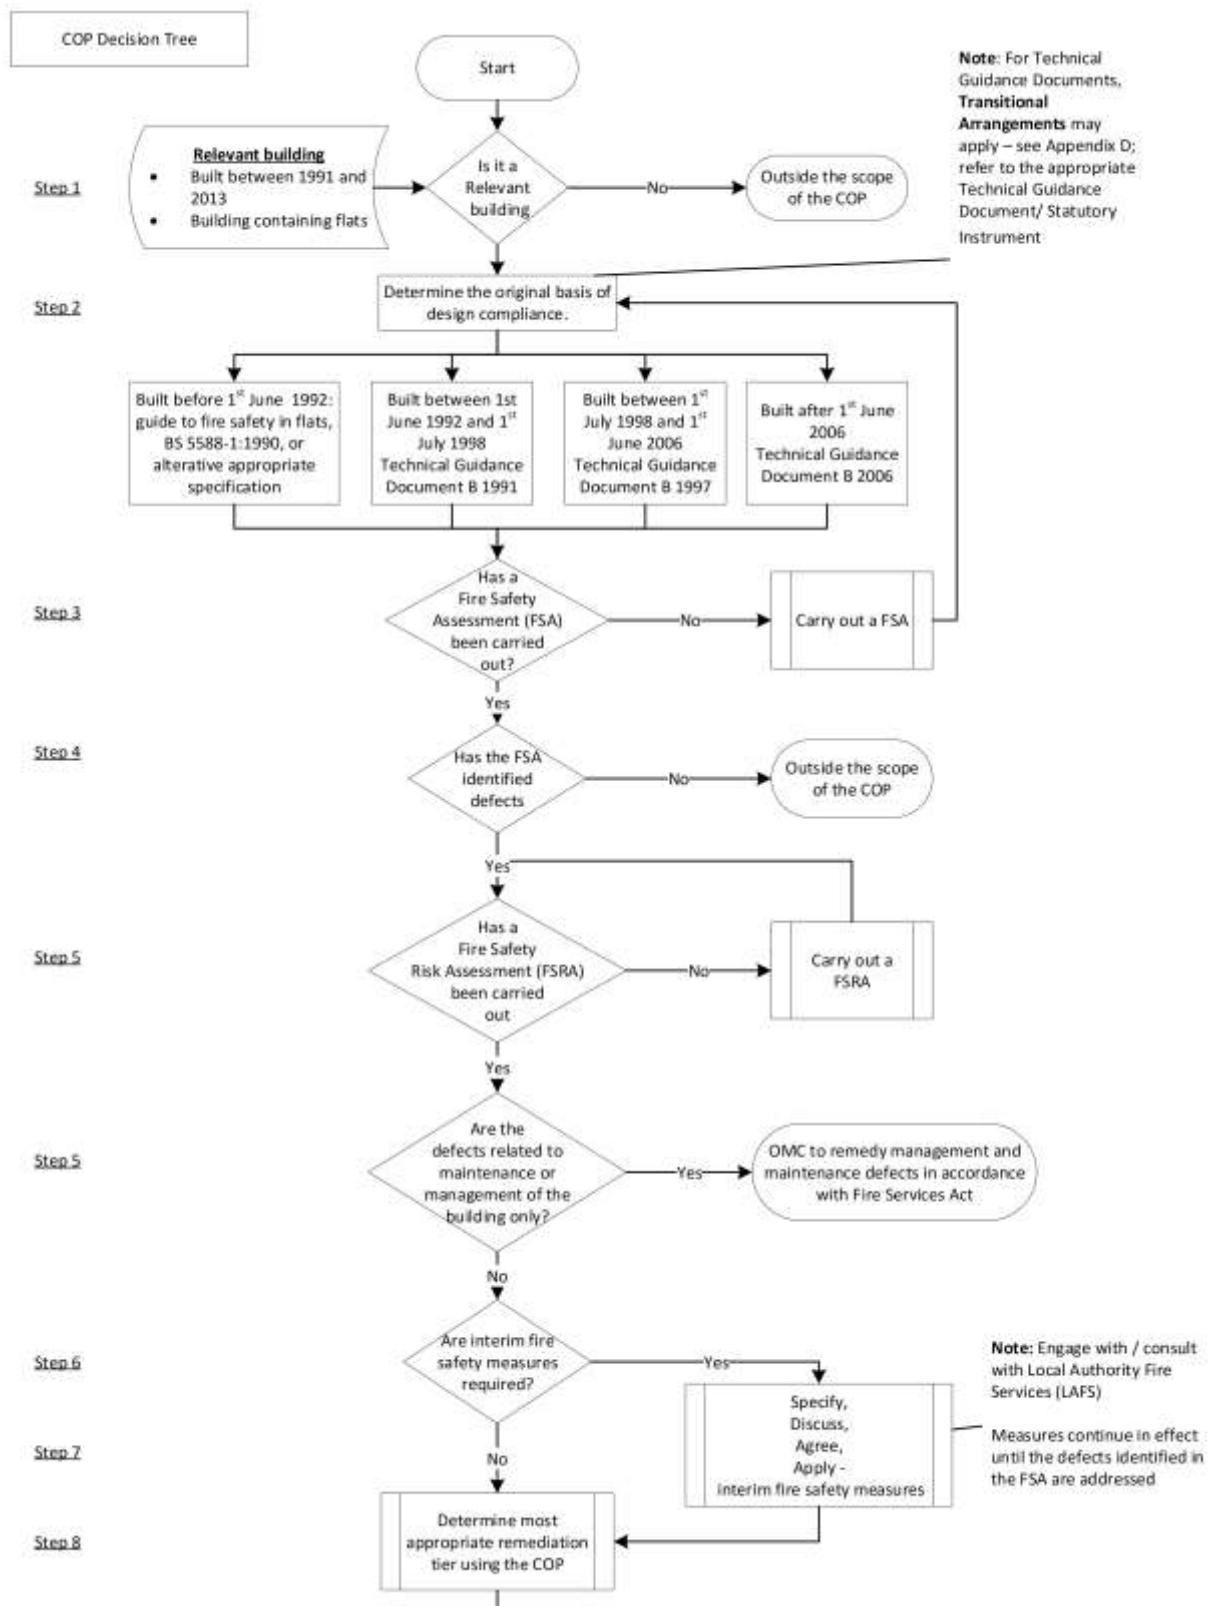 COP Decision Tree
Start
Note: For Technical
Guidance Documents,
Transitional
Arrangements may
apply – see Appendix D;
refer to the appropriate
Technical Guidance
Document/ Statutory
Instrument
Step 1
Relevant building
• Built between 1991 and
2013
• Building containing flats
Is it a
Relevant
building
No
Outside the scope
of the COP
Step 2
Determine the original basis of
design compliance.
Built before 1st June 1992:
guide to fire safety in flats,
BS 5588-1:1990, or
alterative appropriate
specification
Built between 1st
June 1992 and 1st
July 1998
Technical Guidance
Document B 1991
Built between 1st
July 1998 and 1st
June 2006
Technical Guidance
Document B 1997
Built after 1st June
2006
Technical Guidance
Document B 2006
Step 3
Has a
Fire Safety
Assessment (FSA)
been carried
out?
No
Carry out a FSA
Yes
Step 4
Has the FSA
identified
defects
No
Outside the scope
of the COP
Yes
Step 5
Has a
Fire Safety
Risk Assessment (FSRA)
been carried
out
No
Carry out a
FSRA
Yes
Step 5
Are the
defects related to
maintenance or
management of the
building only?
Yes
OMC to remedy management and
maintenance defects in accordance
with Fire Services Act
No
Step 6
Are interim fire
safety measures
required?
Yes
Note: Engage with / consult
with Local Authority Fire
Services (LAFS)
Measures continue in effect
until the defects identified in
the FSA are addressed
Specify,
Discuss,
Agree,
Apply -
interim fire safety measures
Step 7
No
Step 8
Determine most
appropriate remediation
tier using the COP